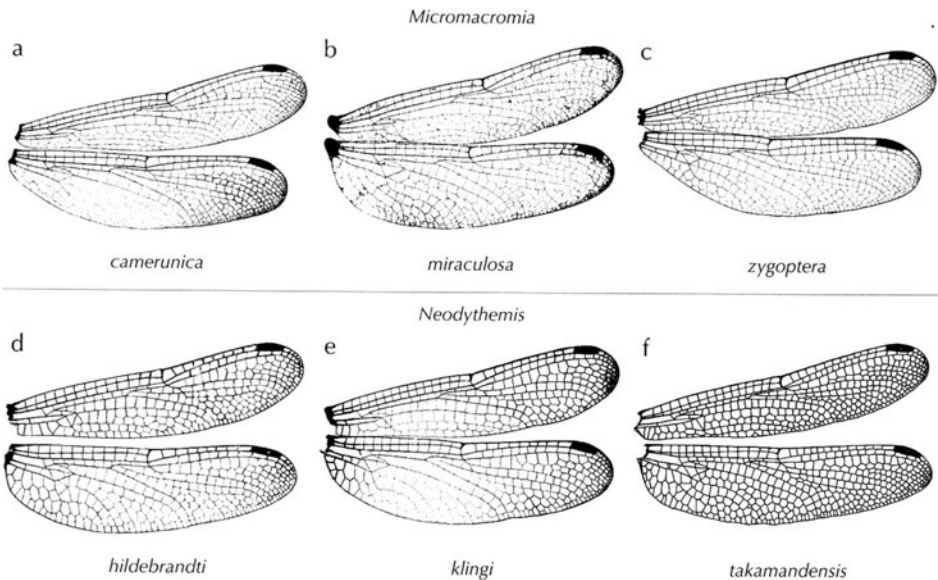 Micromacromia
a b c
camerunica miraculosa zygoptera
Neodythemis
d e f
hildebrandti klingi takamandensis